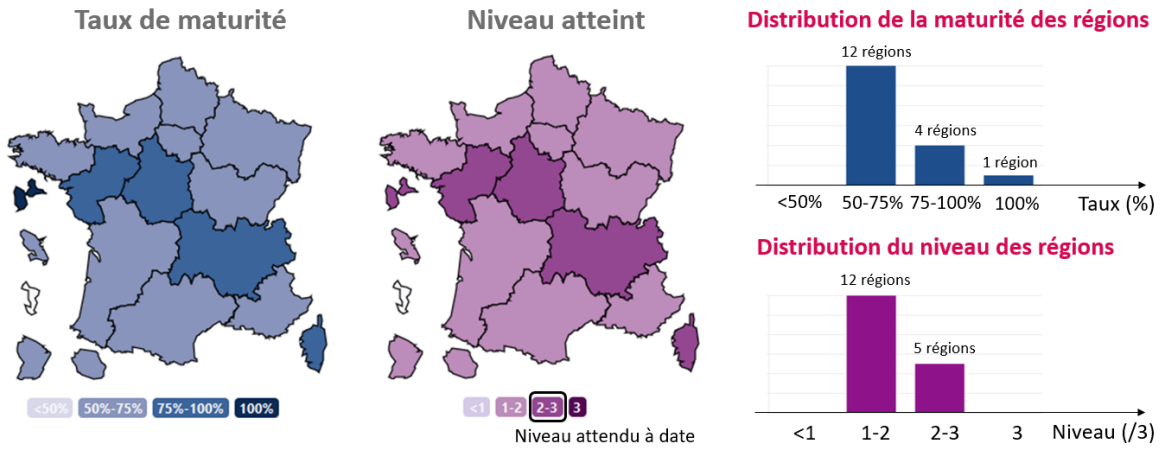 Taux de maturité
<50% 50%-75% 75%-100% 100%
Niveau atteint
<1 1-2 2-3 3
Niveau attendu à date
Distribution de la maturité des régions
12 régions
4 régions
1 région
<50% 50-75% 75-100% 100% Taux (%)
Distribution du niveau des régions
12 régions
5 régions
<1 1-2 2-3 3 Niveau (/3)